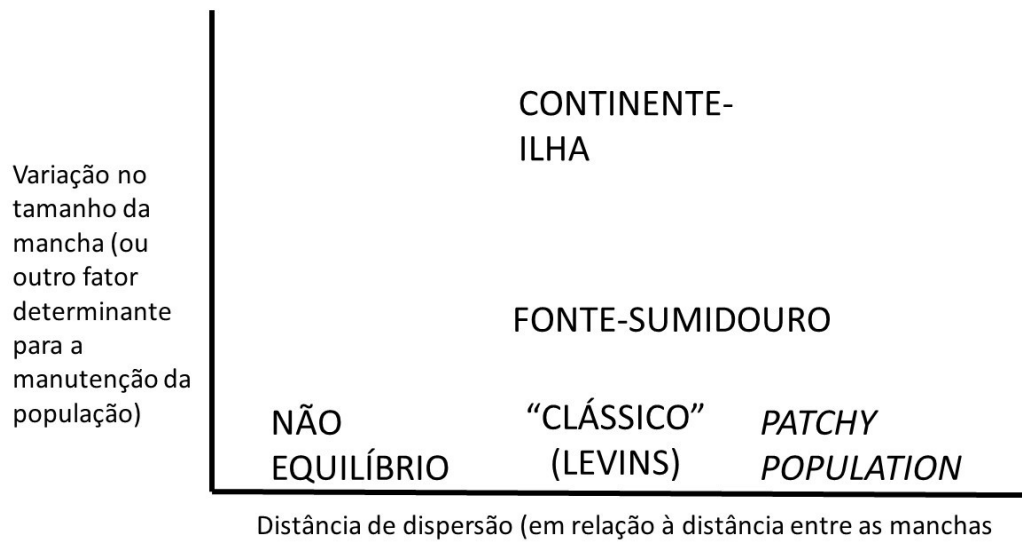 CONTINENTE-
ILHA
Variação no
tamanho da
mancha (ou
outro fator
determinante
para a
manutenção da
população)
FONTE-SUMIDOURO
NÃO
EQUILÍBRIO
“CLÁSSICO”
(LEVINS)
PATCHY
POPULATION
Distância de dispersão (em relação à distância entre as manchas